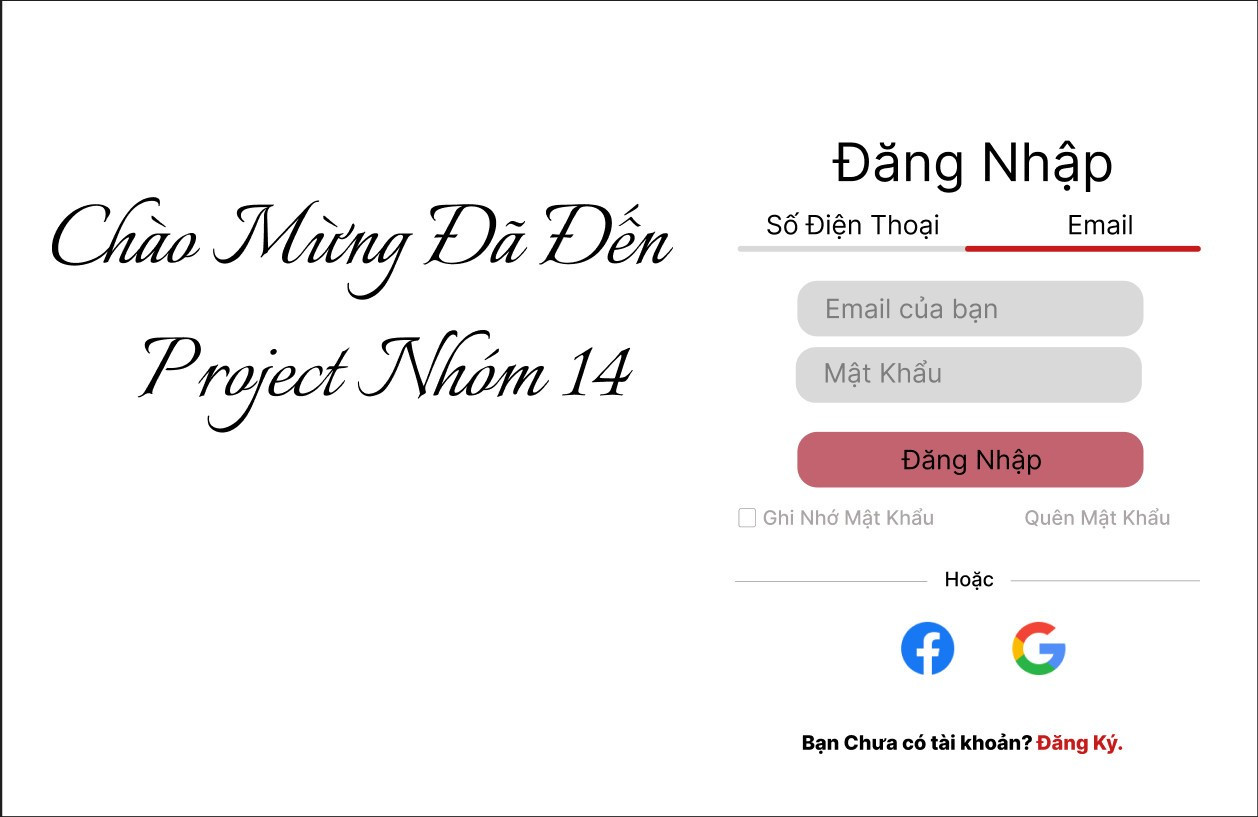 Chào Mừng Đã Đến
Project Nhóm 14
Đăng Nhập
Số Điện Thoại
Email
Email của bạn
Mật Khẩu
Đăng Nhập
Ghi Nhớ Mật Khẩu
Quên Mật Khẩu
Hoặc
Bạn Chưa có tài khoản? Đăng Ký.